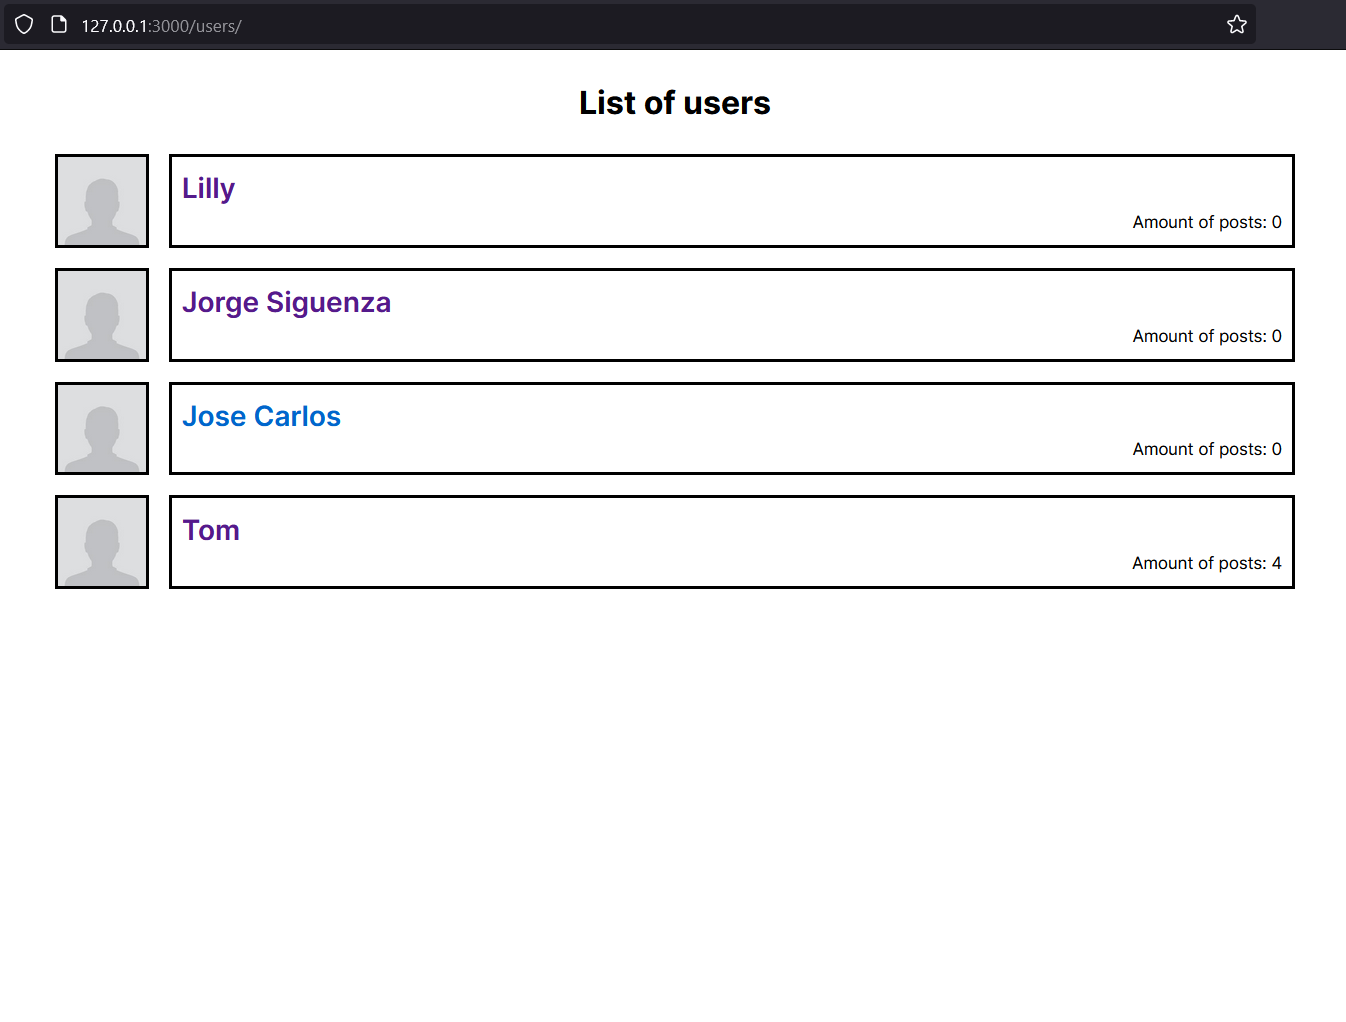 127.0.0.1:3000/users/
List of users
Lilly
Amount of posts: 0
Jorge Siguenza
Amount of posts: 0
Jose Carlos
Amount of posts: 0
Tom
Amount of posts: 4